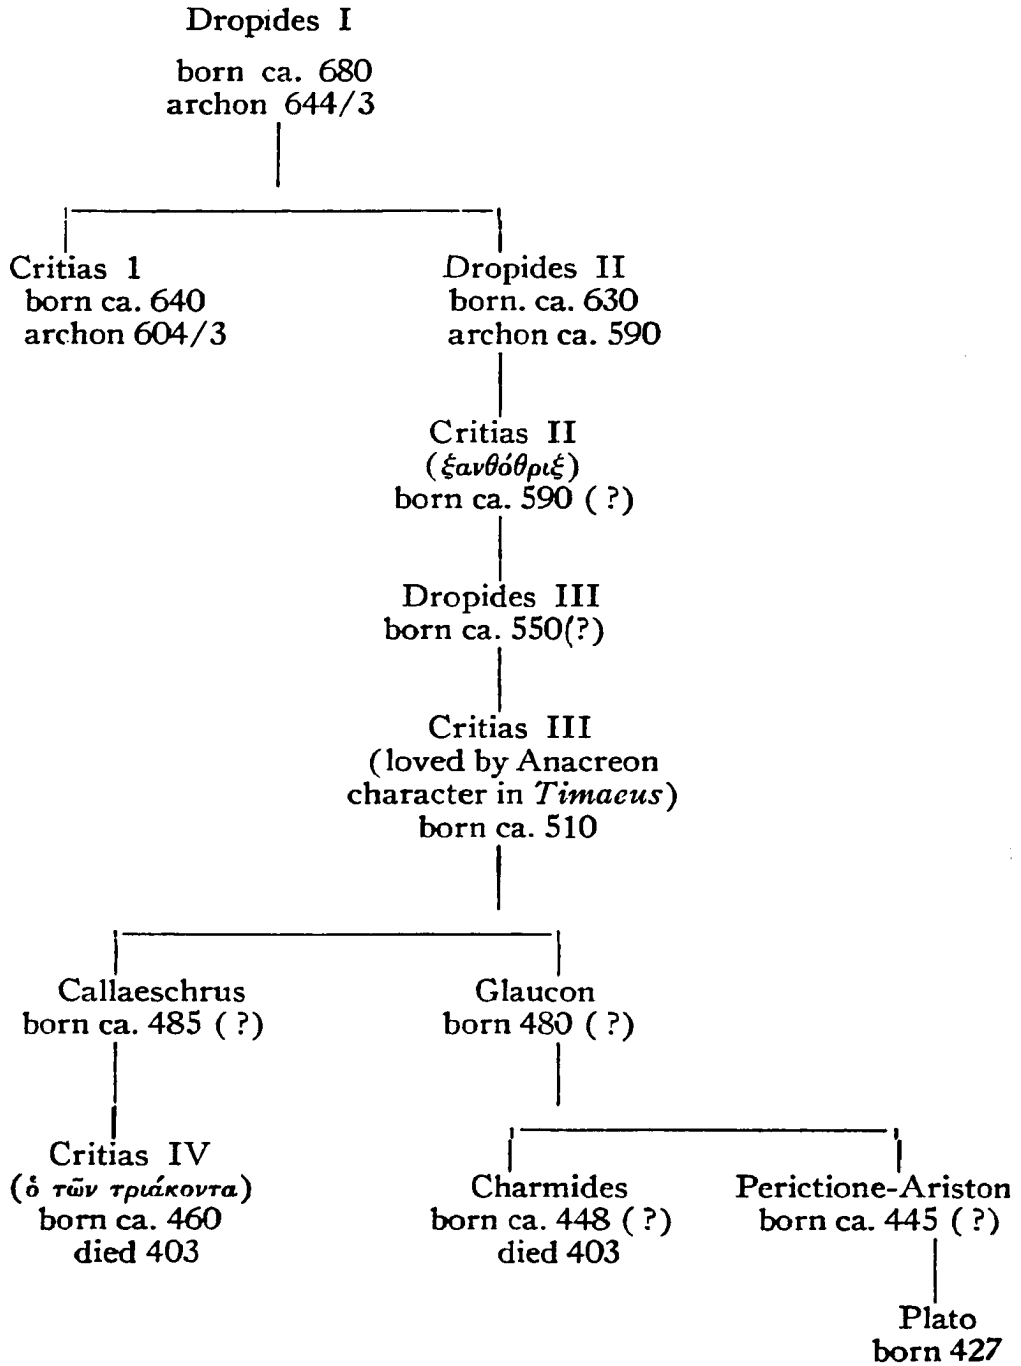 Dropides I
born ca. 680
archon 644/3
Critias 1
born ca. 640
archon 604/3
Dropides II
born. ca. 630
archon ca. 590
Critias II
(ξανθόθριξ)
born ca. 590 (?)
Dropides III
born ca. 550(?)
Critias III
(loved by Anacreon
character in Timaeus)
born ca. 510
Callaeschrus
born ca. 485 (?)
Glaucon
born 480 (?)
Critias IV
(ὁ τῶν τριάκοντα)
born ca. 460
died 403
Charmides
born ca. 448 (?)
died 403
Perictione-Ariston
born ca. 445 (?)
Plato
born 427